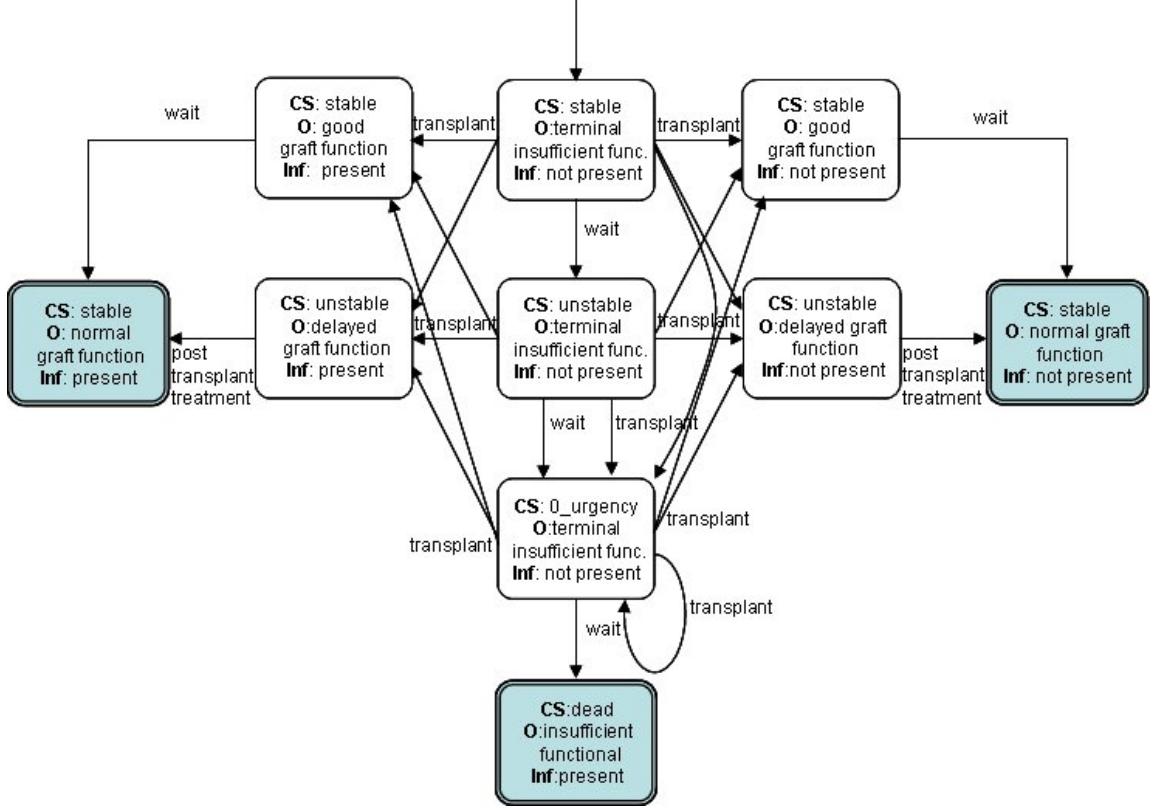 CS: stable
O: good
graft function
Inf: present
CS: stable
O:terminal
insufficient func.
Inf: not present
CS: stable
O: good
graft function
Inf: not present
wait
transplant
transplant
wait
wait
CS: stable
O: normal
graft function
Inf: present
CS: unstable
O:delayed
graft function
Inf: present
CS: unstable
O:terminal
insufficient func.
Inf: not present
CS: unstable
O:delayed graft
function
Inf:not present
CS: stable
O: normal graft
function
Inf: not present
transplant
transplant
post
transplant
treatment
post
transplant
treatment
wait
transplant
CS: 0_urgency
O:terminal
insufficient func.
Inf: not present
transplant
transplant
transplant
wait
CS:dead
O:insufficient
functional
Inf:present